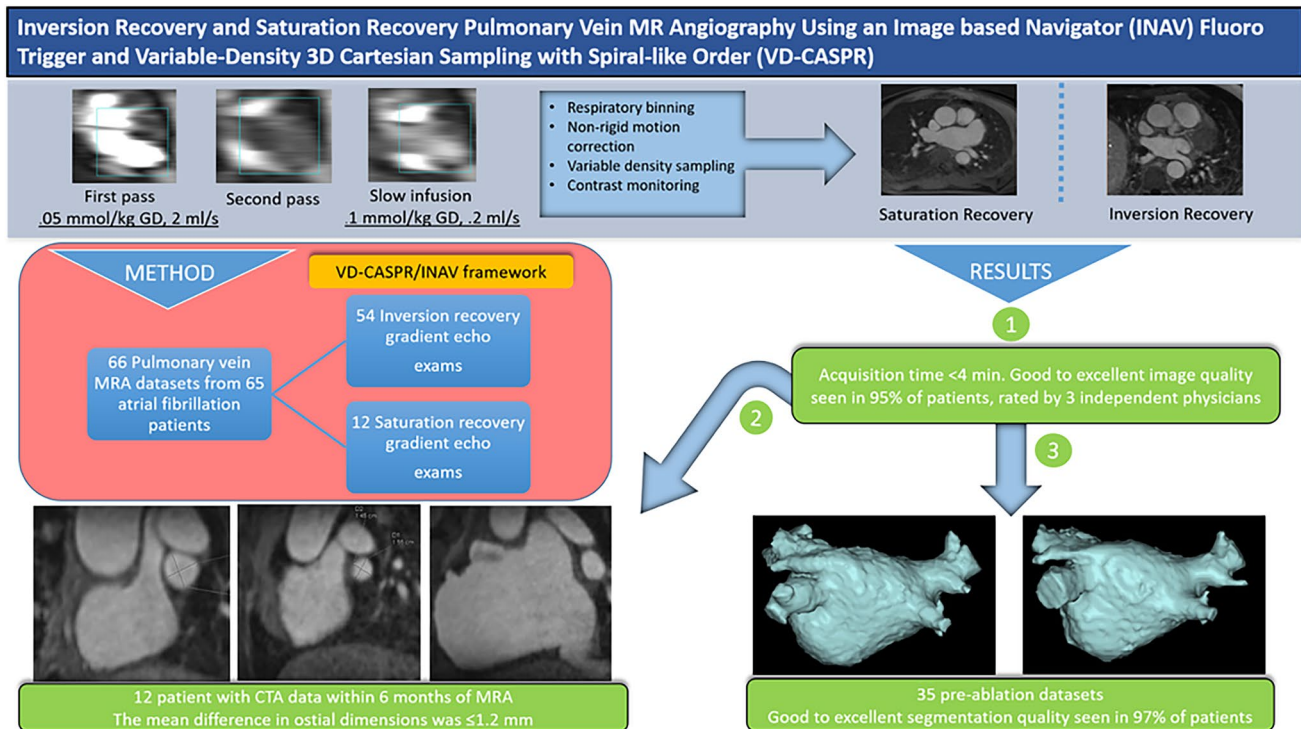 Inversion Recovery and Saturation Recovery Pulmonary Vein MR Angiography Using an Image based Navigator (INAV) Fluoro
Trigger and Variable-Density 3D Cartesian Sampling with Spiral-like Order (VD-CASPR)
First pass
.05 mmol/kg GD, 2 ml/s
Second pass
Slow infusion
.1 mmol/kg GD, .2 ml/s
• Respiratory binning
• Non-rigid motion
correction
• Variable density sampling
• Contrast monitoring
Saturation Recovery
Inversion Recovery
METHOD
VD-CASPR/INAV framework
66 Pulmonary vein
MRA datasets from 65
atrial fibrillation
patients
54 Inversion recovery
gradient echo
exams
12 Saturation recovery
gradient echo
exams
RESULTS
1
Acquisition time <4 min. Good to excellent image quality
seen in 95% of patients, rated by 3 independent physicians
2
D2
1.48 cm
D1
12 patient with CTA data within 6 months of MRA
The mean difference in ostial dimensions was ≤1.2 mm
3
35 pre-ablation datasets
Good to excellent segmentation quality seen in 97% of patients